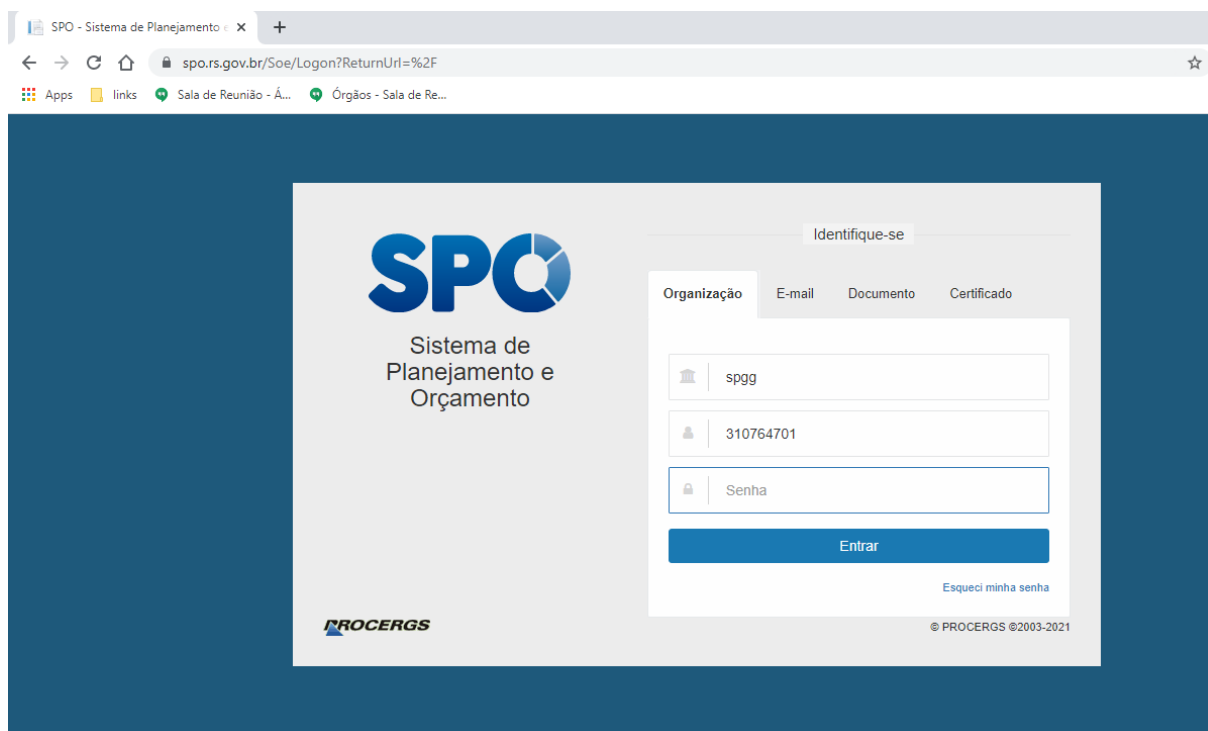 SPO - Sistema de Planejamento e
spo.rs.gov.br/Soe/Logon?ReturnUrl=%2F
Apps links Sala de Reunião - Á... Órgãos - Sala de Re...
Identifique-se
SPO
Organização E-mail Documento Certificado
Sistema de
Planejamento e
Orçamento
spgg
310764701
Senha
Entrar
Esqueci minha senha
PROCERGS
© PROCERGS ©2003-2021